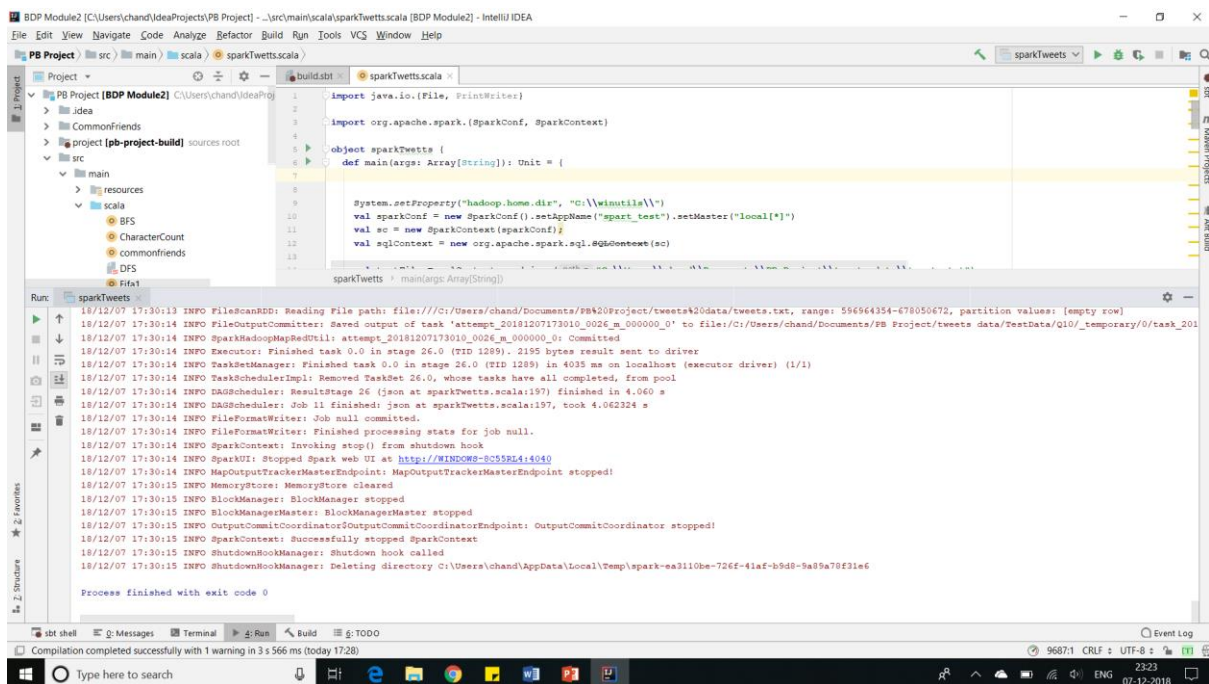 BDP Module2 [C:\Users\chand\IdeaProjects\PB Project] - ...\src\main\scala\sparkTwetts.scala [BDP Module2] - IntelliJ IDEA
File Edit View Navigate Code Analyze Refactor Build Run Tools VCS Window Help
PB Project src main scala sparkTwetts.scala
sparkTweets
Project
build.sbt
sparkTwetts.scala
1: Project
PB Project [BDP Module2] C:\Users\chand\IdeaProj
.idea
CommonFriends
project [pb-project-build] sources root
src
main
resources
scala
BFS
CharacterCount
commonfriends
DFS
Fifa1
1 import java.io.{File, PrintWriter}
2
3 import org.apache.spark.{SparkConf, SparkContext}
4
5 object sparkTwetts {
6 def main(args: Array[String]): Unit = {
7
8
9 System.setProperty("hadoop.home.dir", "C:\\winutils\\")
10 val sparkConf = new SparkConf().setAppName("spart_test").setMaster("local[*]")
11 val sc = new SparkContext(sparkConf);
12 val sqlContext = new org.apache.spark.sql.SQLContext(sc)
13
sparkTwetts main(args: Array[String])
sbt
Maven Projects
Ant Build
Run: sparkTweets
18/12/07 17:30:13 INFO FileScanRDD: Reading File path: file:///C:/Users/chand/Documents/PB%20Project/tweets%20data/tweets.txt, range: 596964354-678050672, partition values: [empty row]
18/12/07 17:30:14 INFO FileOutputCommitter: Saved output of task 'attempt_20181207173010_0026_m_000000_0' to file:/C:/Users/chand/Documents/PB Project/tweets data/TestData/Q10/_temporary/0/task_201
18/12/07 17:30:14 INFO SparkHadoopMapRedUtil: attempt_20181207173010_0026_m_000000_0: Committed
18/12/07 17:30:14 INFO Executor: Finished task 0.0 in stage 26.0 (TID 1289). 2195 bytes result sent to driver
18/12/07 17:30:14 INFO TaskSetManager: Finished task 0.0 in stage 26.0 (TID 1289) in 4035 ms on localhost (executor driver) (1/1)
18/12/07 17:30:14 INFO TaskSchedulerImpl: Removed TaskSet 26.0, whose tasks have all completed, from pool
18/12/07 17:30:14 INFO DAGScheduler: ResultStage 26 (json at sparkTwetts.scala:197) finished in 4.060 s
18/12/07 17:30:14 INFO DAGScheduler: Job 11 finished: json at sparkTwetts.scala:197, took 4.062324 s
18/12/07 17:30:14 INFO FileFormatWriter: Job null committed.
18/12/07 17:30:14 INFO FileFormatWriter: Finished processing stats for job null.
18/12/07 17:30:14 INFO SparkContext: Invoking stop() from shutdown hook
18/12/07 17:30:14 INFO SparkUI: Stopped Spark web UI at http://WINDOWS-8C55RL4:4040
18/12/07 17:30:14 INFO MapOutputTrackerMasterEndpoint: MapOutputTrackerMasterEndpoint stopped!
18/12/07 17:30:15 INFO MemoryStore: MemoryStore cleared
18/12/07 17:30:15 INFO BlockManager: BlockManager stopped
18/12/07 17:30:15 INFO BlockManagerMaster: BlockManagerMaster stopped
18/12/07 17:30:15 INFO OutputCommitCoordinator$OutputCommitCoordinatorEndpoint: OutputCommitCoordinator stopped!
18/12/07 17:30:15 INFO SparkContext: Successfully stopped SparkContext
18/12/07 17:30:15 INFO ShutdownHookManager: Shutdown hook called
18/12/07 17:30:15 INFO ShutdownHookManager: Deleting directory C:\Users\chand\AppData\Local\Temp\spark-ea3110be-726f-41af-b9d8-9a89a78f31e6
Process finished with exit code 0
2: Favorites
Z: Structure
sbt shell 0: Messages Terminal 4: Run Build 6: TODO Event Log
Compilation completed successfully with 1 warning in 3 s 566 ms (today 17:28) 9687:1 CRLF UTF-8
Type here to search
ENG
23:23
07-12-2018